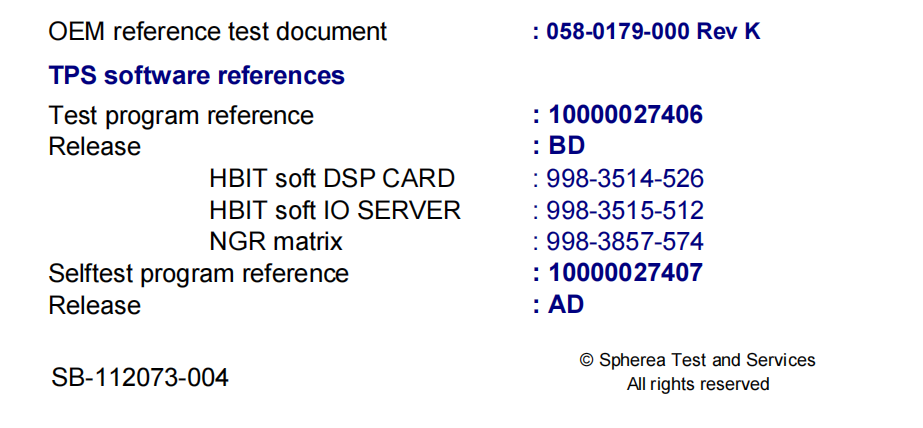 OEM reference test document : 058-0179-000 Rev K
TPS software references
Test program reference : 10000027406
Release : BD
HBIT soft DSP CARD : 998-3514-526
HBIT soft IO SERVER : 998-3515-512
NGR matrix : 998-3857-574
Selftest program reference : 10000027407
Release : AD
© Spherea Test and Services
SB-112073-004
All rights reserved